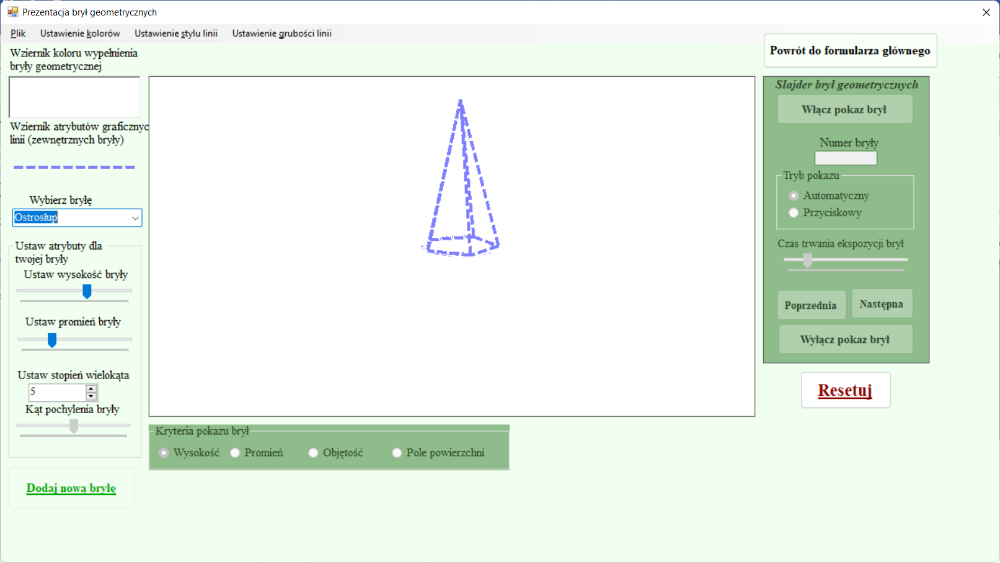 Prezentacja brył geometrycznych
Plik Ustawienie kolorów Ustawienie stylu linii Ustawienie grubości linii
Wziernik koloru wypełnienia
bryły geometrycznej
Wziernik atrybutów graficznyc
linii (zewnętrznych bryły)
Wybierz bryłę
Ostrosłup
Ustaw atrybuty dla
twojej bryły
Ustaw wysokość bryły
Ustaw promień bryły
Ustaw stopień wielokąta
5
Kąt pochylenia bryły
Dodaj nową bryłę
Kryteria pokazu brył
Wysokość Promień Objętość Pole powierzchni
Powrót do formularza głównego
Slajder brył geometrycznych
Włącz pokaz brył
Numer bryły
Tryb pokazu
Automatyczny
Przyciskowy
Czas trwania ekspozycji brył
Poprzednia Następna
Wyłącz pokaz brył
Resetuj